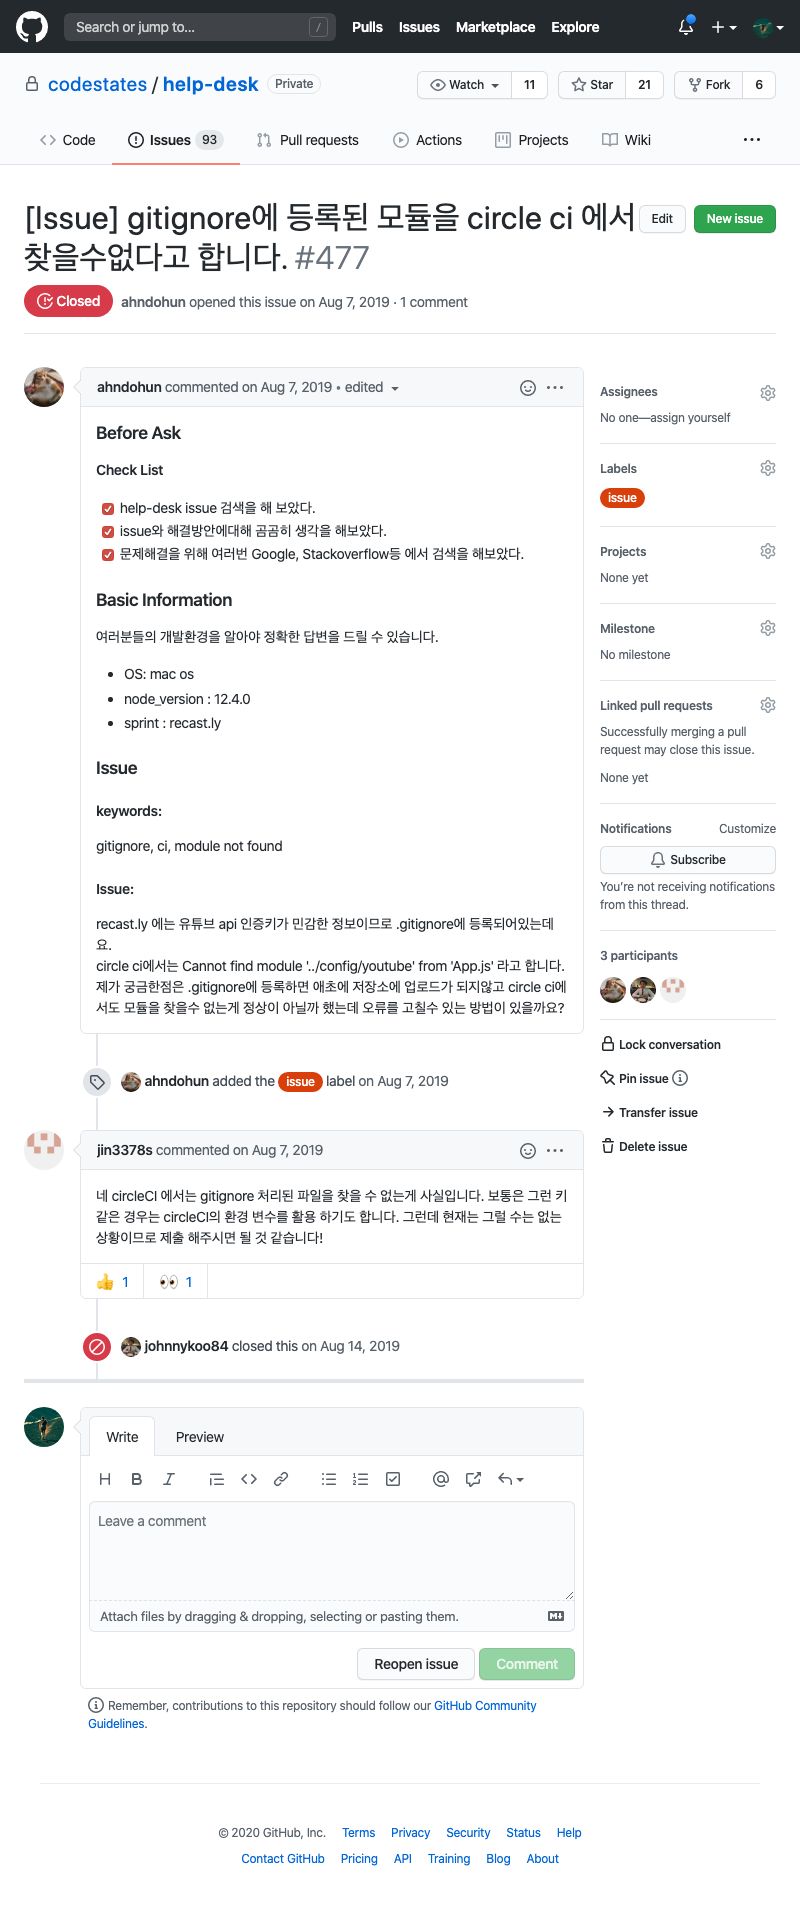 Search or jump to... /
Pulls Issues Marketplace Explore
codestates / help-desk Private
Watch 11 Star 21 Fork 6
Code Issues 93 Pull requests Actions Projects Wiki ...
[Issue] gitignore에 등록된 모듈을 circle ci 에서
찾을수없다고 합니다. #477
Edit New issue
Closed ahndohun opened this issue on Aug 7, 2019 · 1 comment
ahndohun commented on Aug 7, 2019 • edited
Before Ask
Check List
help-desk issue 검색을 해 보았다.
issue와 해결방안에대해 곰곰히 생각을 해보았다.
문제해결을 위해 여러번 Google, Stackoverflow등 에서 검색을 해보았다.
Basic Information
여러분들의 개발환경을 알아야 정확한 답변을 드릴 수 있습니다.
• OS: mac os
• node_version : 12.4.0
• sprint : recast.ly
Issue
keywords:
gitignore, ci, module not found
Issue:
recast.ly 에는 유튜브 api 인증키가 민감한 정보이므로 .gitignore에 등록되어있는데
요.
circle ci에서는 Cannot find module '../config/youtube' from 'App.js' 라고 합니다.
제가 궁금한점은 .gitignore에 등록하면 애초에 저장소에 업로드가 되지않고 circle ci에
서도 모듈을 찾을수 없는게 정상이 아닐까 했는데 오류를 고칠수 있는 방법이 있을까요?
ahndohun added the issue label on Aug 7, 2019
jin3378s commented on Aug 7, 2019
네 circleCI 에서는 gitignore 처리된 파일을 찾을 수 없는게 사실입니다. 보통은 그런 키
같은 경우는 circleCI의 환경 변수를 활용 하기도 합니다. 그런데 현재는 그럴 수는 없는
상황이므로 제출 해주시면 될 것 같습니다!
👍 1 👀 1
johnnykoo84 closed this on Aug 14, 2019
Write Preview
H B I
Leave a comment
Attach files by dragging & dropping, selecting or pasting them.
Reopen issue Comment
Remember, contributions to this repository should follow our GitHub Community
Guidelines.
Assignees
No one—assign yourself
Labels
issue
Projects
None yet
Milestone
No milestone
Linked pull requests
Successfully merging a pull
request may close this issue.
None yet
Notifications Customize
Subscribe
You're not receiving notifications
from this thread.
3 participants
Lock conversation
Pin issue
Transfer issue
Delete issue
© 2020 GitHub, Inc. Terms Privacy Security Status Help
Contact GitHub Pricing API Training Blog About